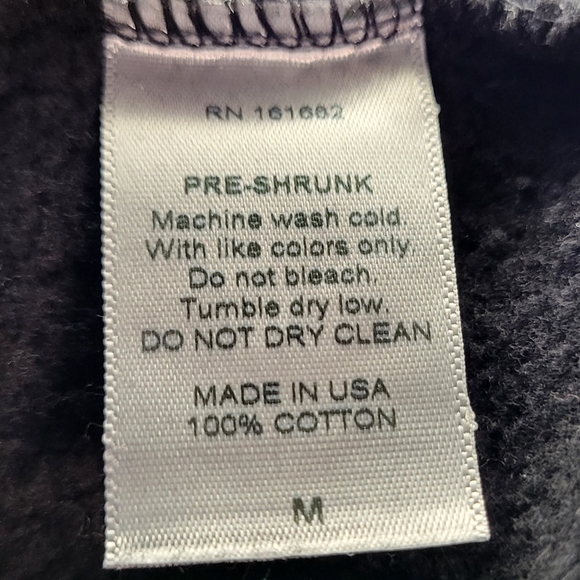 RN 161662
PRE-SHRUNK
Machine wash cold.
With like colors only.
Do not bleach.
Tumble dry low.
DO NOT DRY CLEAN
MADE IN USA
100% COTTON
M